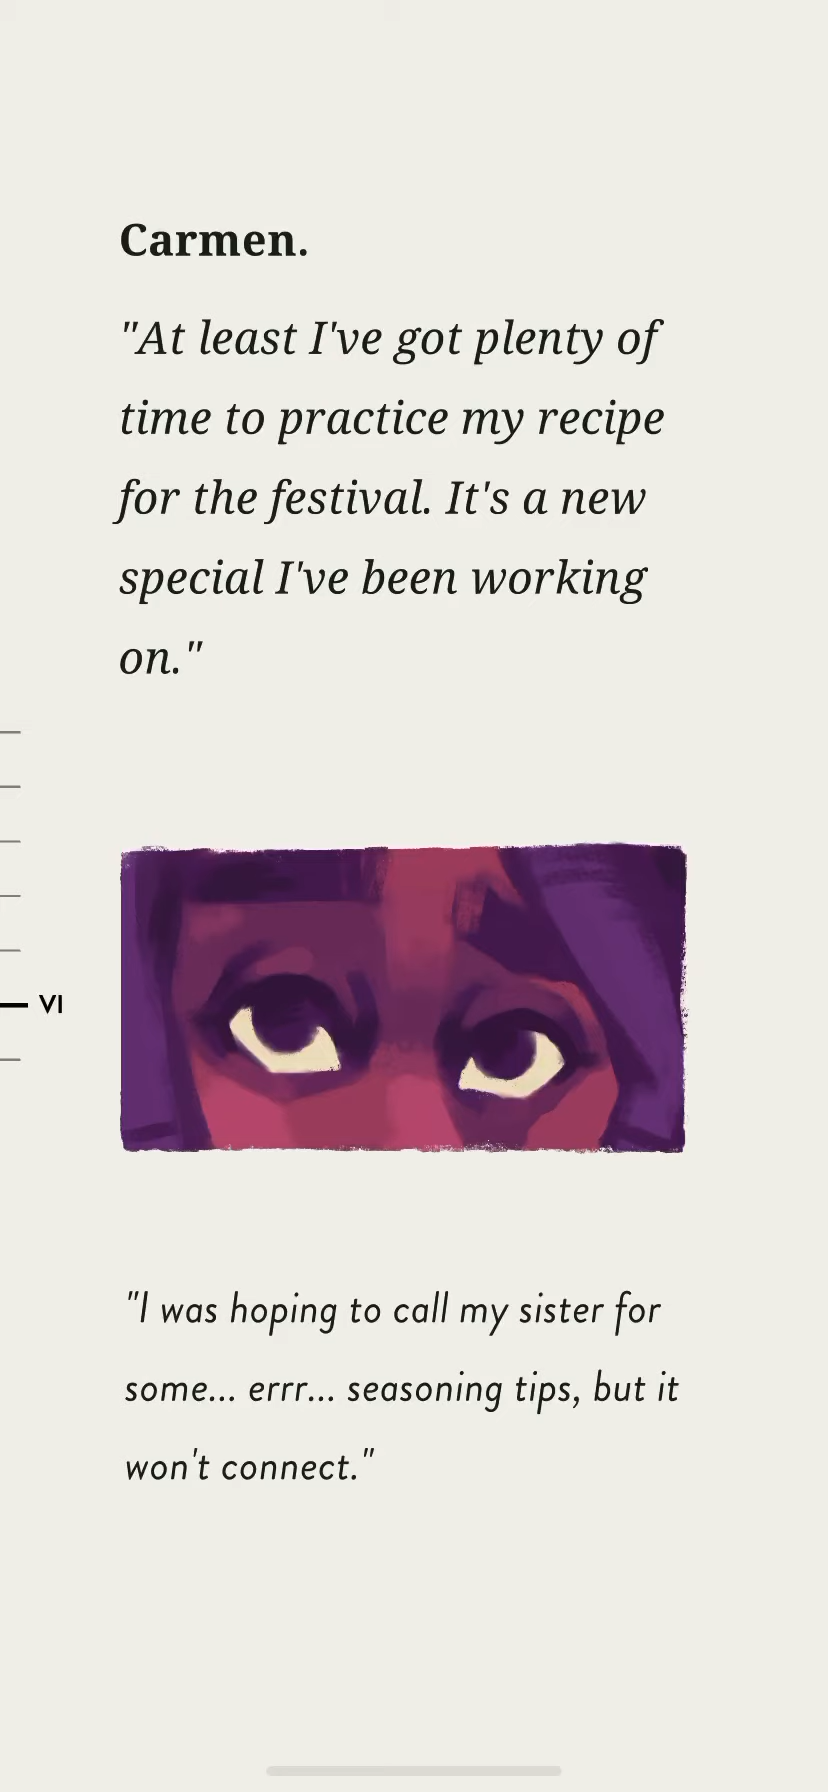 Carmen.
"At least I've got plenty of
time to practice my recipe
for the festival. It's a new
special I've been working
on."
VI
"I was hoping to call my sister for
some... errr... seasoning tips, but it
won't connect."